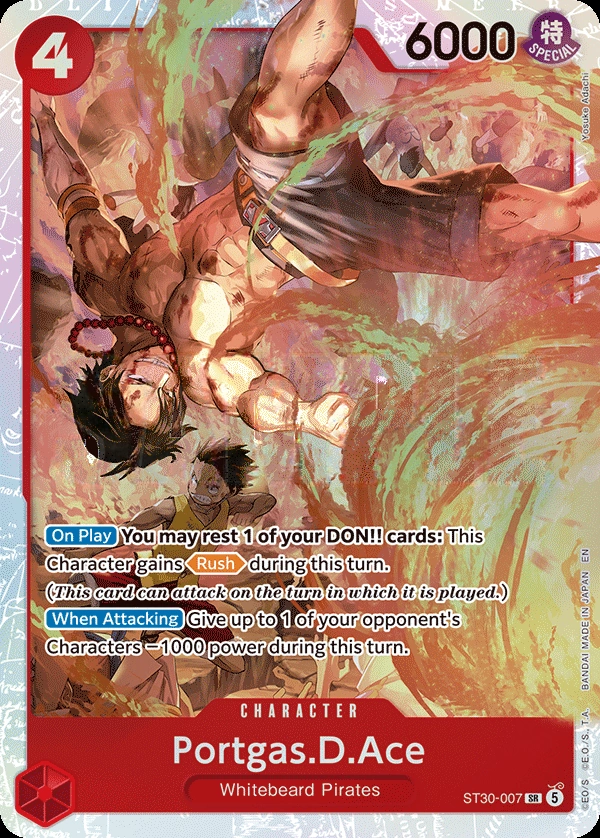 4
6000
特
SPECIAL
Yosuke Adachi
On Play You may rest 1 of your DON!! cards: This
Character gains Rush during this turn.
(This card can attack on the turn in which it is played.)
When Attacking Give up to 1 of your opponent's
Characters −1000 power during this turn.
©E.O/S ©E.O./S., T.A. BANDAI MADE IN JAPAN EN
CHARACTER
Portgas.D.Ace
Whitebeard Pirates
ST30-007 SR 5